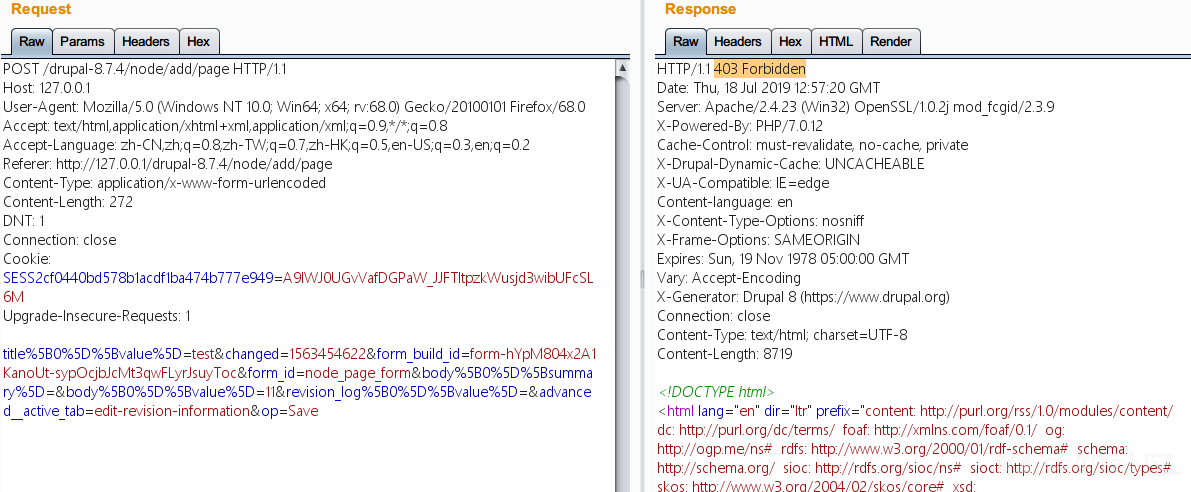 Request
Raw Params Headers Hex
POST /drupal-8.7.4/node/add/page HTTP/1.1
Host: 127.0.0.1
User-Agent: Mozilla/5.0 (Windows NT 10.0; Win64; x64; rv:68.0) Gecko/20100101 Firefox/68.0
Accept: text/html,application/xhtml+xml,application/xml;q=0.9,*/*;q=0.8
Accept-Language: zh-CN,zh;q=0.8,zh-TW;q=0.7,zh-HK;q=0.5,en-US;q=0.3,en;q=0.2
Referer: http://127.0.0.1/drupal-8.7.4/node/add/page
Content-Type: application/x-www-form-urlencoded
Content-Length: 272
DNT: 1
Connection: close
Cookie:
SESS2cf0440bd578b1acdf1ba474b777e949=A9IWJ0UGvVafDGPaW_JJFTltpzkWusjd3wibUFcSL
6M
Upgrade-Insecure-Requests: 1
title%5B0%5D%5Bvalue%5D=test&changed=1563454622&form_build_id=form-hYpM804x2A1
KanoUt-sypOcjbJcMt3qwFLyrJsuyToc&form_id=node_page_form&body%5B0%5D%5Bsumma
ry%5D=&body%5B0%5D%5Bvalue%5D=11&revision_log%5B0%5D%5Bvalue%5D=&advance
d__active_tab=edit-revision-information&op=Save
Response
Raw Headers Hex HTML Render
HTTP/1.1 403 Forbidden
Date: Thu, 18 Jul 2019 12:57:20 GMT
Server: Apache/2.4.23 (Win32) OpenSSL/1.0.2j mod_fcgid/2.3.9
X-Powered-By: PHP/7.0.12
Cache-Control: must-revalidate, no-cache, private
X-Drupal-Dynamic-Cache: UNCACHEABLE
X-UA-Compatible: IE=edge
Content-language: en
X-Content-Type-Options: nosniff
X-Frame-Options: SAMEORIGIN
Expires: Sun, 19 Nov 1978 05:00:00 GMT
Vary: Accept-Encoding
X-Generator: Drupal 8 (https://www.drupal.org)
Connection: close
Content-Type: text/html; charset=UTF-8
Content-Length: 8719
<!DOCTYPE html>
<html lang="en" dir="ltr" prefix="content: http://purl.org/rss/1.0/modules/content/
dc: http://purl.org/dc/terms/ foaf: http://xmlns.com/foaf/0.1/ og:
http://ogp.me/ns# rdfs: http://www.w3.org/2000/01/rdf-schema# schema:
http://schema.org/ sioc: http://rdfs.org/sioc/ns# sioct: http://rdfs.org/sioc/types#
skos: http://www.w3.org/2004/02/skos/core# xsd: